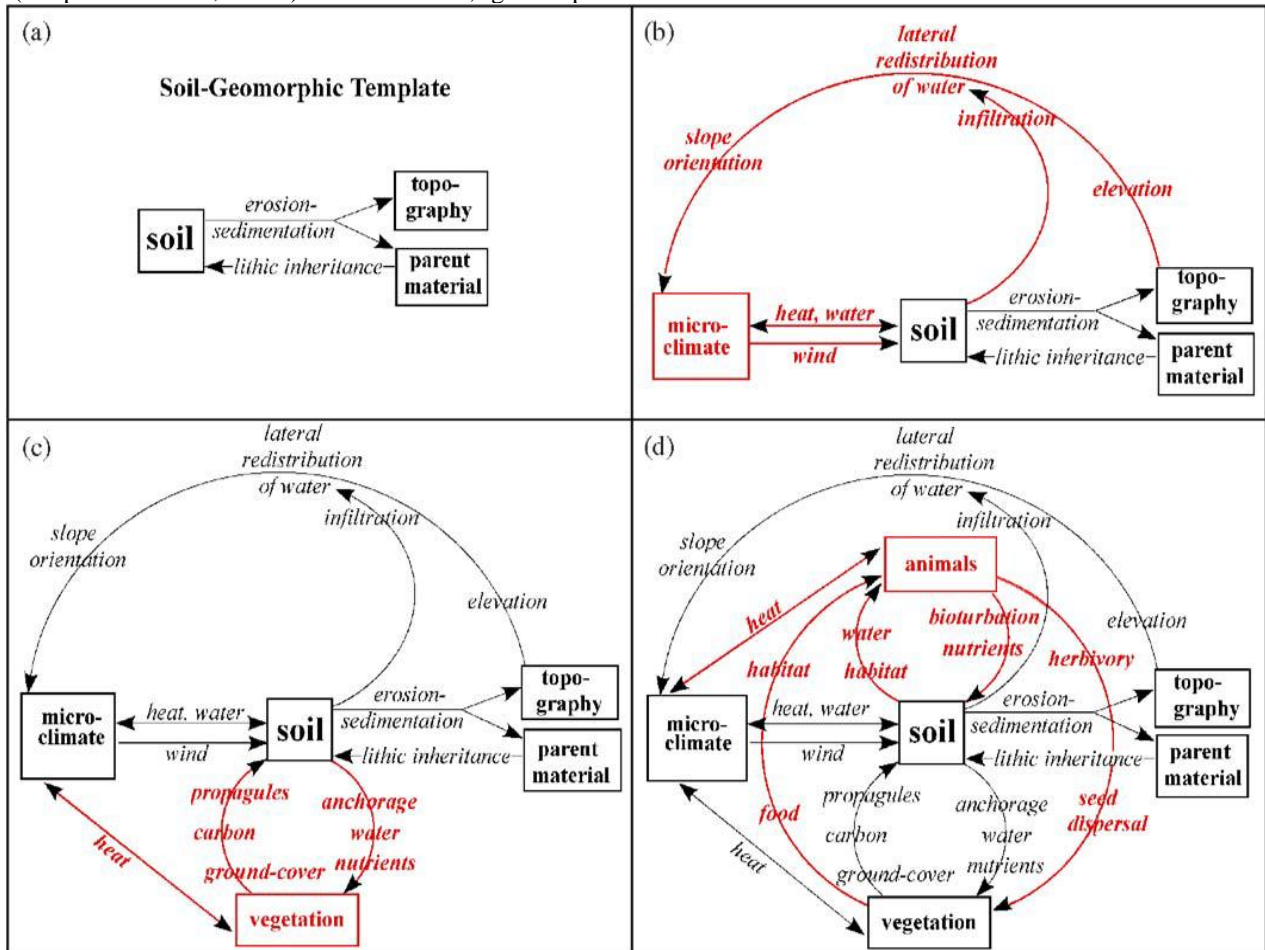 (a)
Soil-Geomorphic Template
soil
erosion-
sedimentation
lithic inheritance
topo-
graphy
parent
material
(b)
lateral
redistribution
of water
infiltration
slope
orientation
elevation
micro-
climate
heat, water
wind
soil
erosion-
sedimentation
lithic inheritance
topo-
graphy
parent
material
(c)
lateral
redistribution
of water
infiltration
slope
orientation
elevation
micro-
climate
heat, water
wind
soil
erosion-
sedimentation
lithic inheritance
topo-
graphy
parent
material
propagules
carbon
ground-cover
anchorage
water
nutrients
heat
vegetation
(d)
lateral
redistribution
of water
infiltration
slope
orientation
animals
heat
water
habitat
habitat
bioturbation
nutrients
herbivory
elevation
micro-
climate
heat, water
wind
soil
erosion-
sedimentation
lithic inheritance
topo-
graphy
parent
material
propagules
carbon
ground-cover
anchorage
water
nutrients
food
seed
dispersal
heat
vegetation